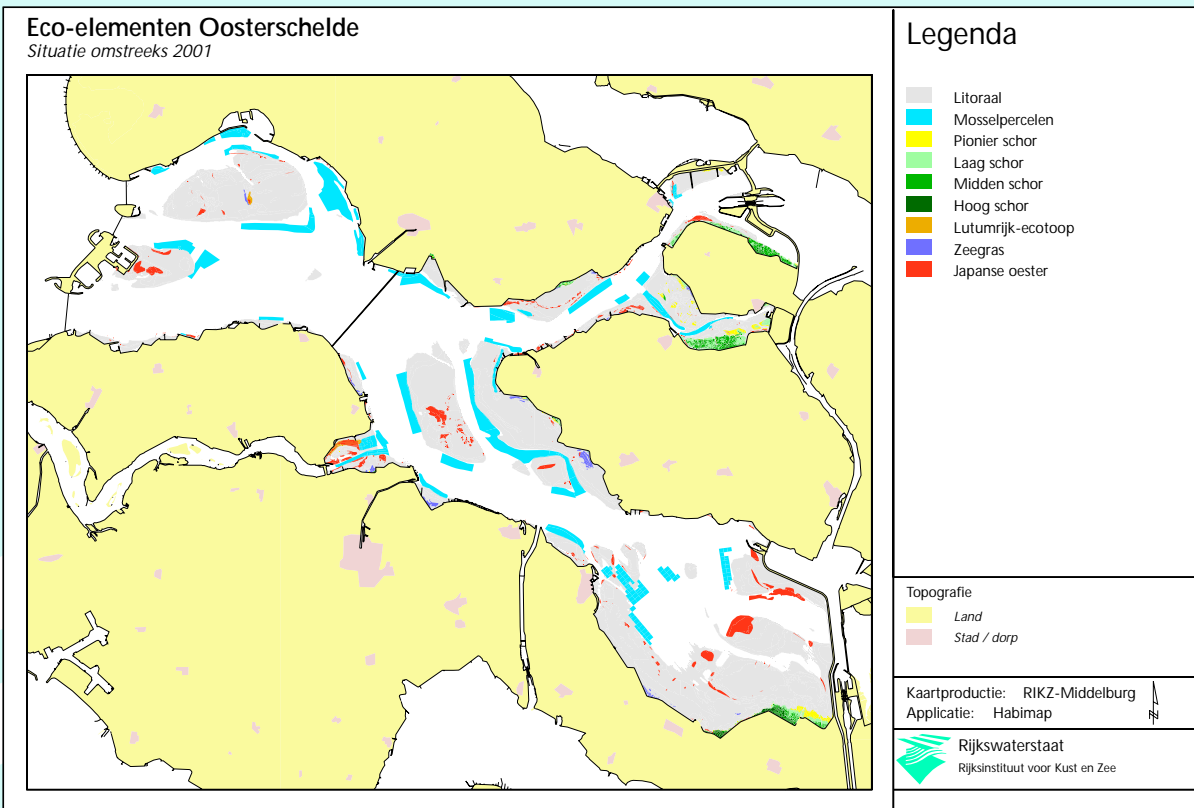 Eco-elementen Oosterschelde
Situatie omstreeks 2001
Legenda
Litoraal
Mosselpercelen
Pionier schor
Laag schor
Midden schor
Hoog schor
Lutumrijk-ecotoop
Zeegras
Japanse oester
Topografie
Land
Stad / dorp
Kaartproductie: RIKZ-Middelburg
Applicatie: Habimap
N
Rijkswaterstaat
Rijksinstituut voor Kust en Zee